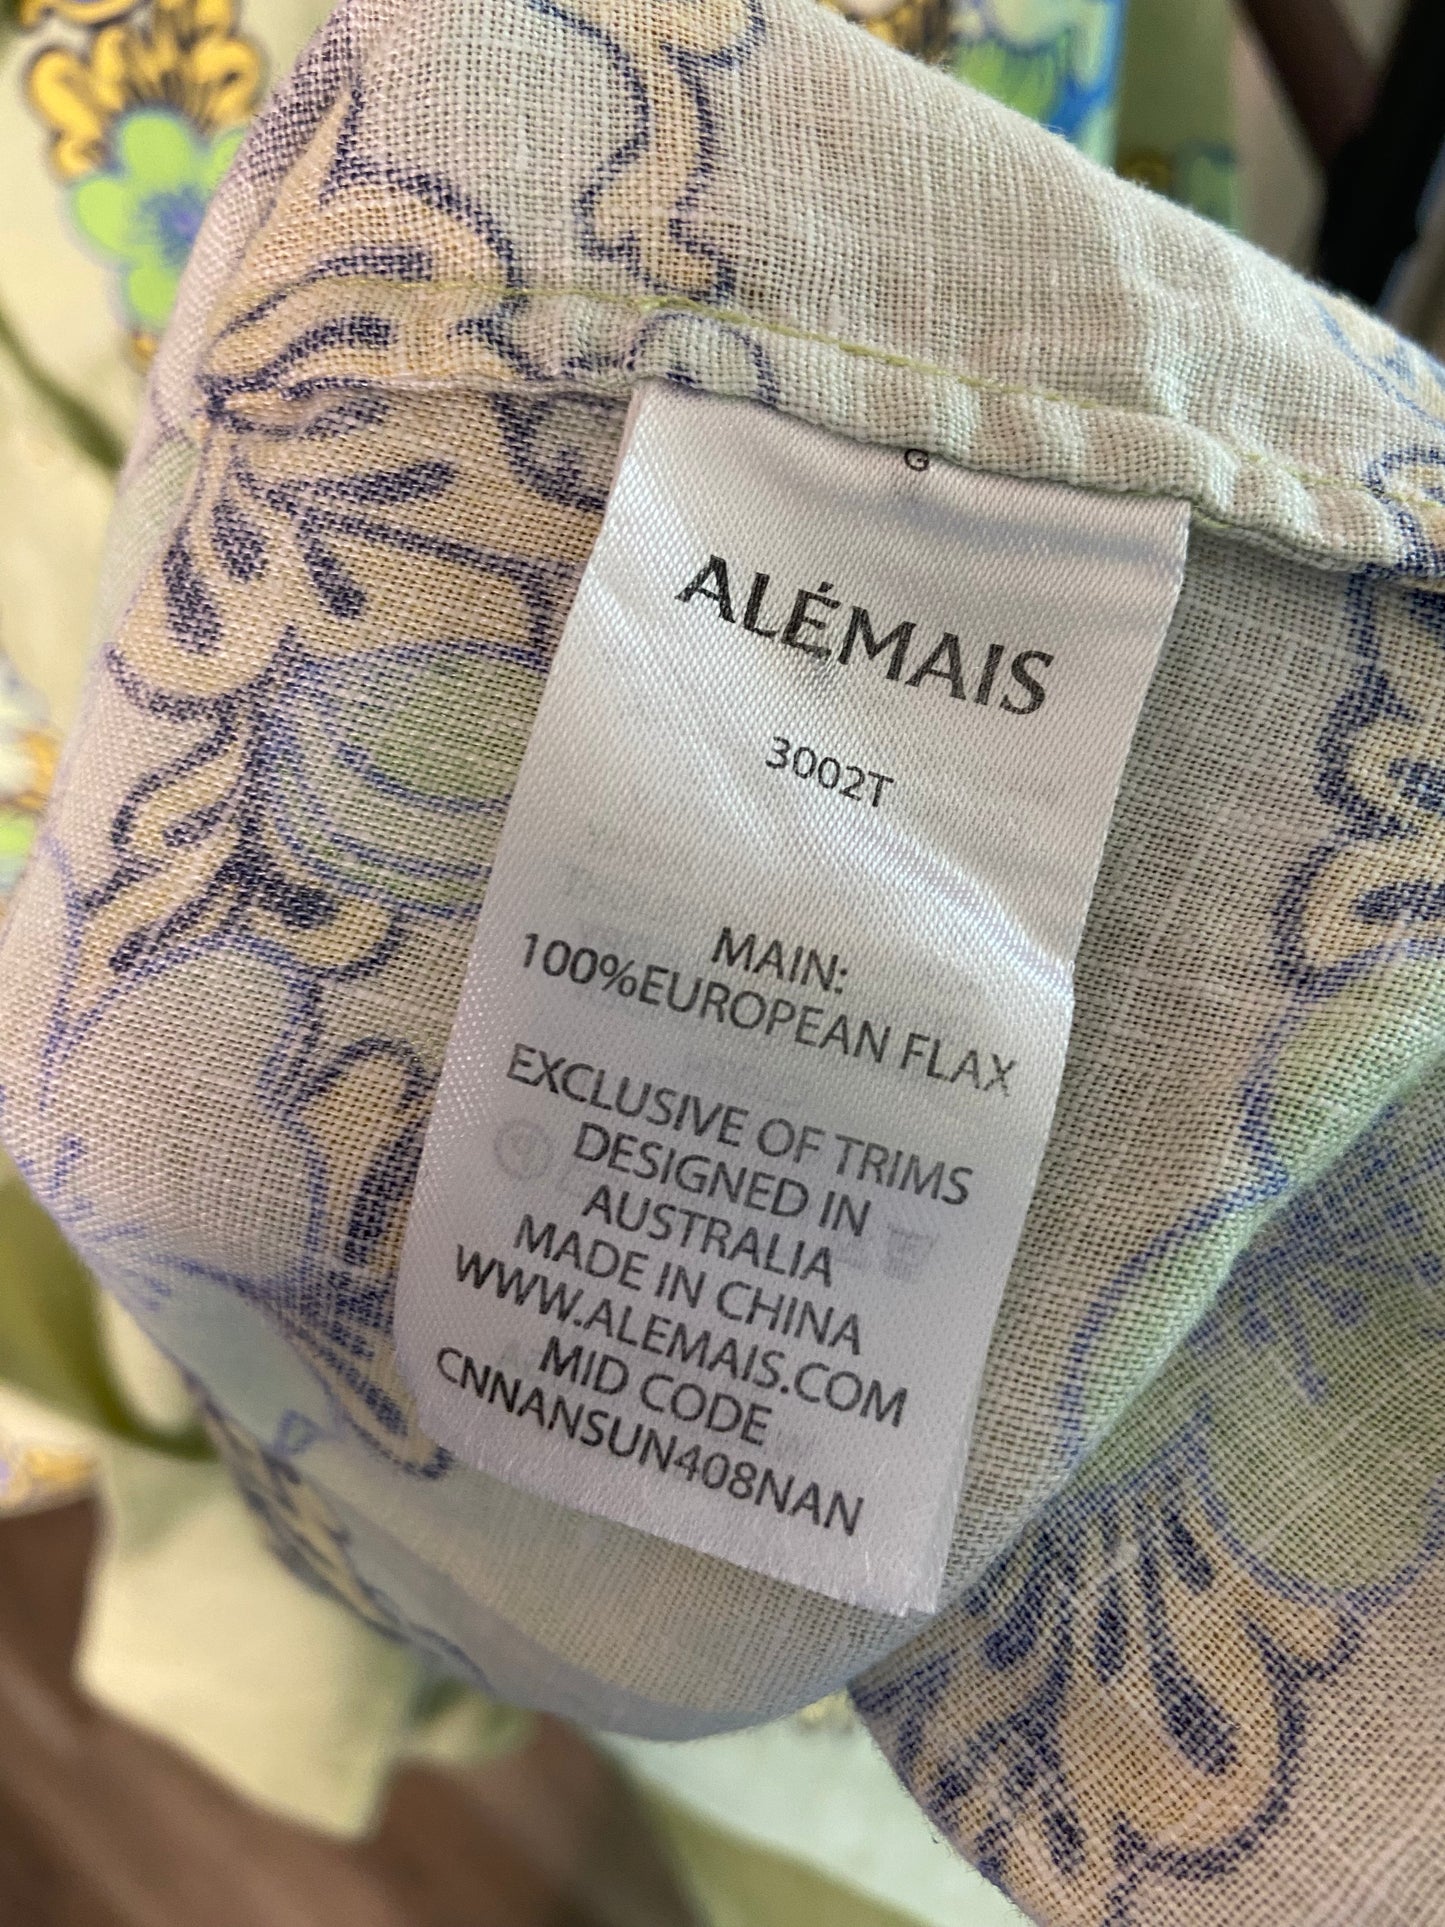 G
ALÉMAIS
3002T
MAIN:
100%EUROPEAN FLAX
EXCLUSIVE OF TRIMS
DESIGNED IN
AUSTRALIA
MADE IN CHINA
WWW.ALEMAIS.COM
MID CODE
CNNANSUN408NAN